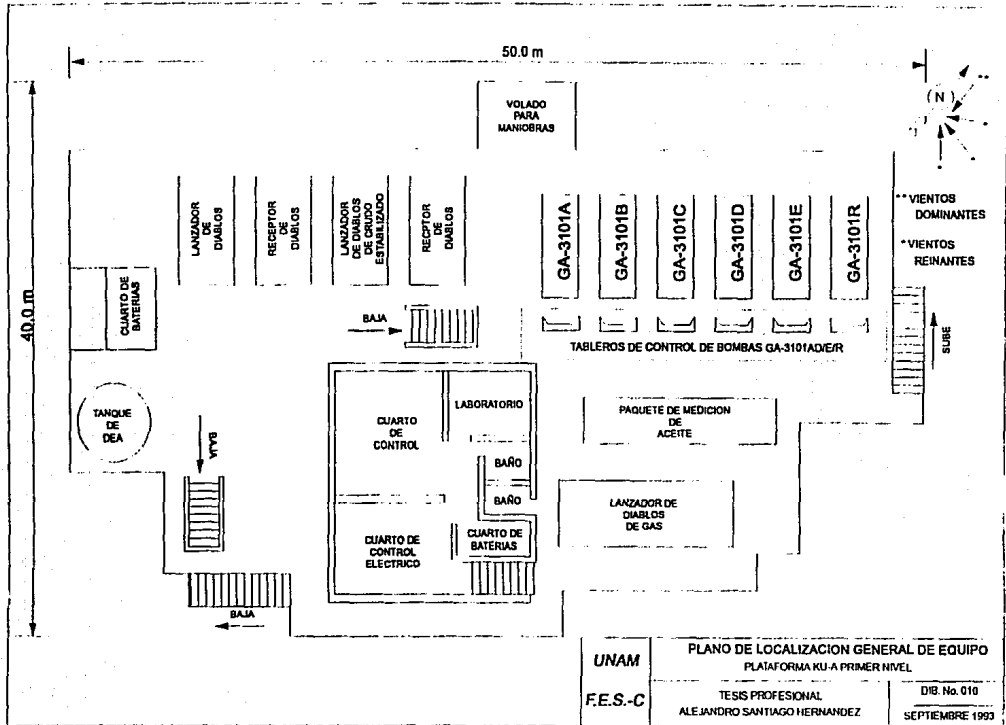 50.0 m
VOLADO
PARA
MANIOBRAS
(N)
**
*
*
*
** VIENTOS
DOMINANTES
* VIENTOS
REINANTES
40.0 m
LANZADOR
DE
DIABLOS
RECEPTOR
DE
DIABLOS
LANZADOR
DE DIABLOS
DE CRUDO
ESTABILIZADO
RECPTOR
DE
DIABLOS
GA-3101A
GA-3101B
GA-3101C
GA-3101D
GA-3101E
GA-3101R
CUARTO DE
BATERIAS
BAJA
SUBE
TABLEROS DE CONTROL DE BOMBAS GA-3101AD/E/R
TANQUE
DE
DEA
BAJA
CUARTO
DE
CONTROL
LABORATORIO
BAÑO
BAÑO
PAQUETE DE MEDICION
DE
ACEITE
LANZADOR DE
DIABLOS
DE GAS
CUARTO DE
CONTROL
ELECTRICO
CUARTO DE
BATERIAS
BAJA
UNAM
F.E.S.-C
PLANO DE LOCALIZACION GENERAL DE EQUIPO
PLATAFORMA KU-A PRIMER NIVEL
TESIS PROFESIONAL
ALEJANDRO SANTIAGO HERNANDEZ
DIB. No. 010
SEPTIEMBRE 1993